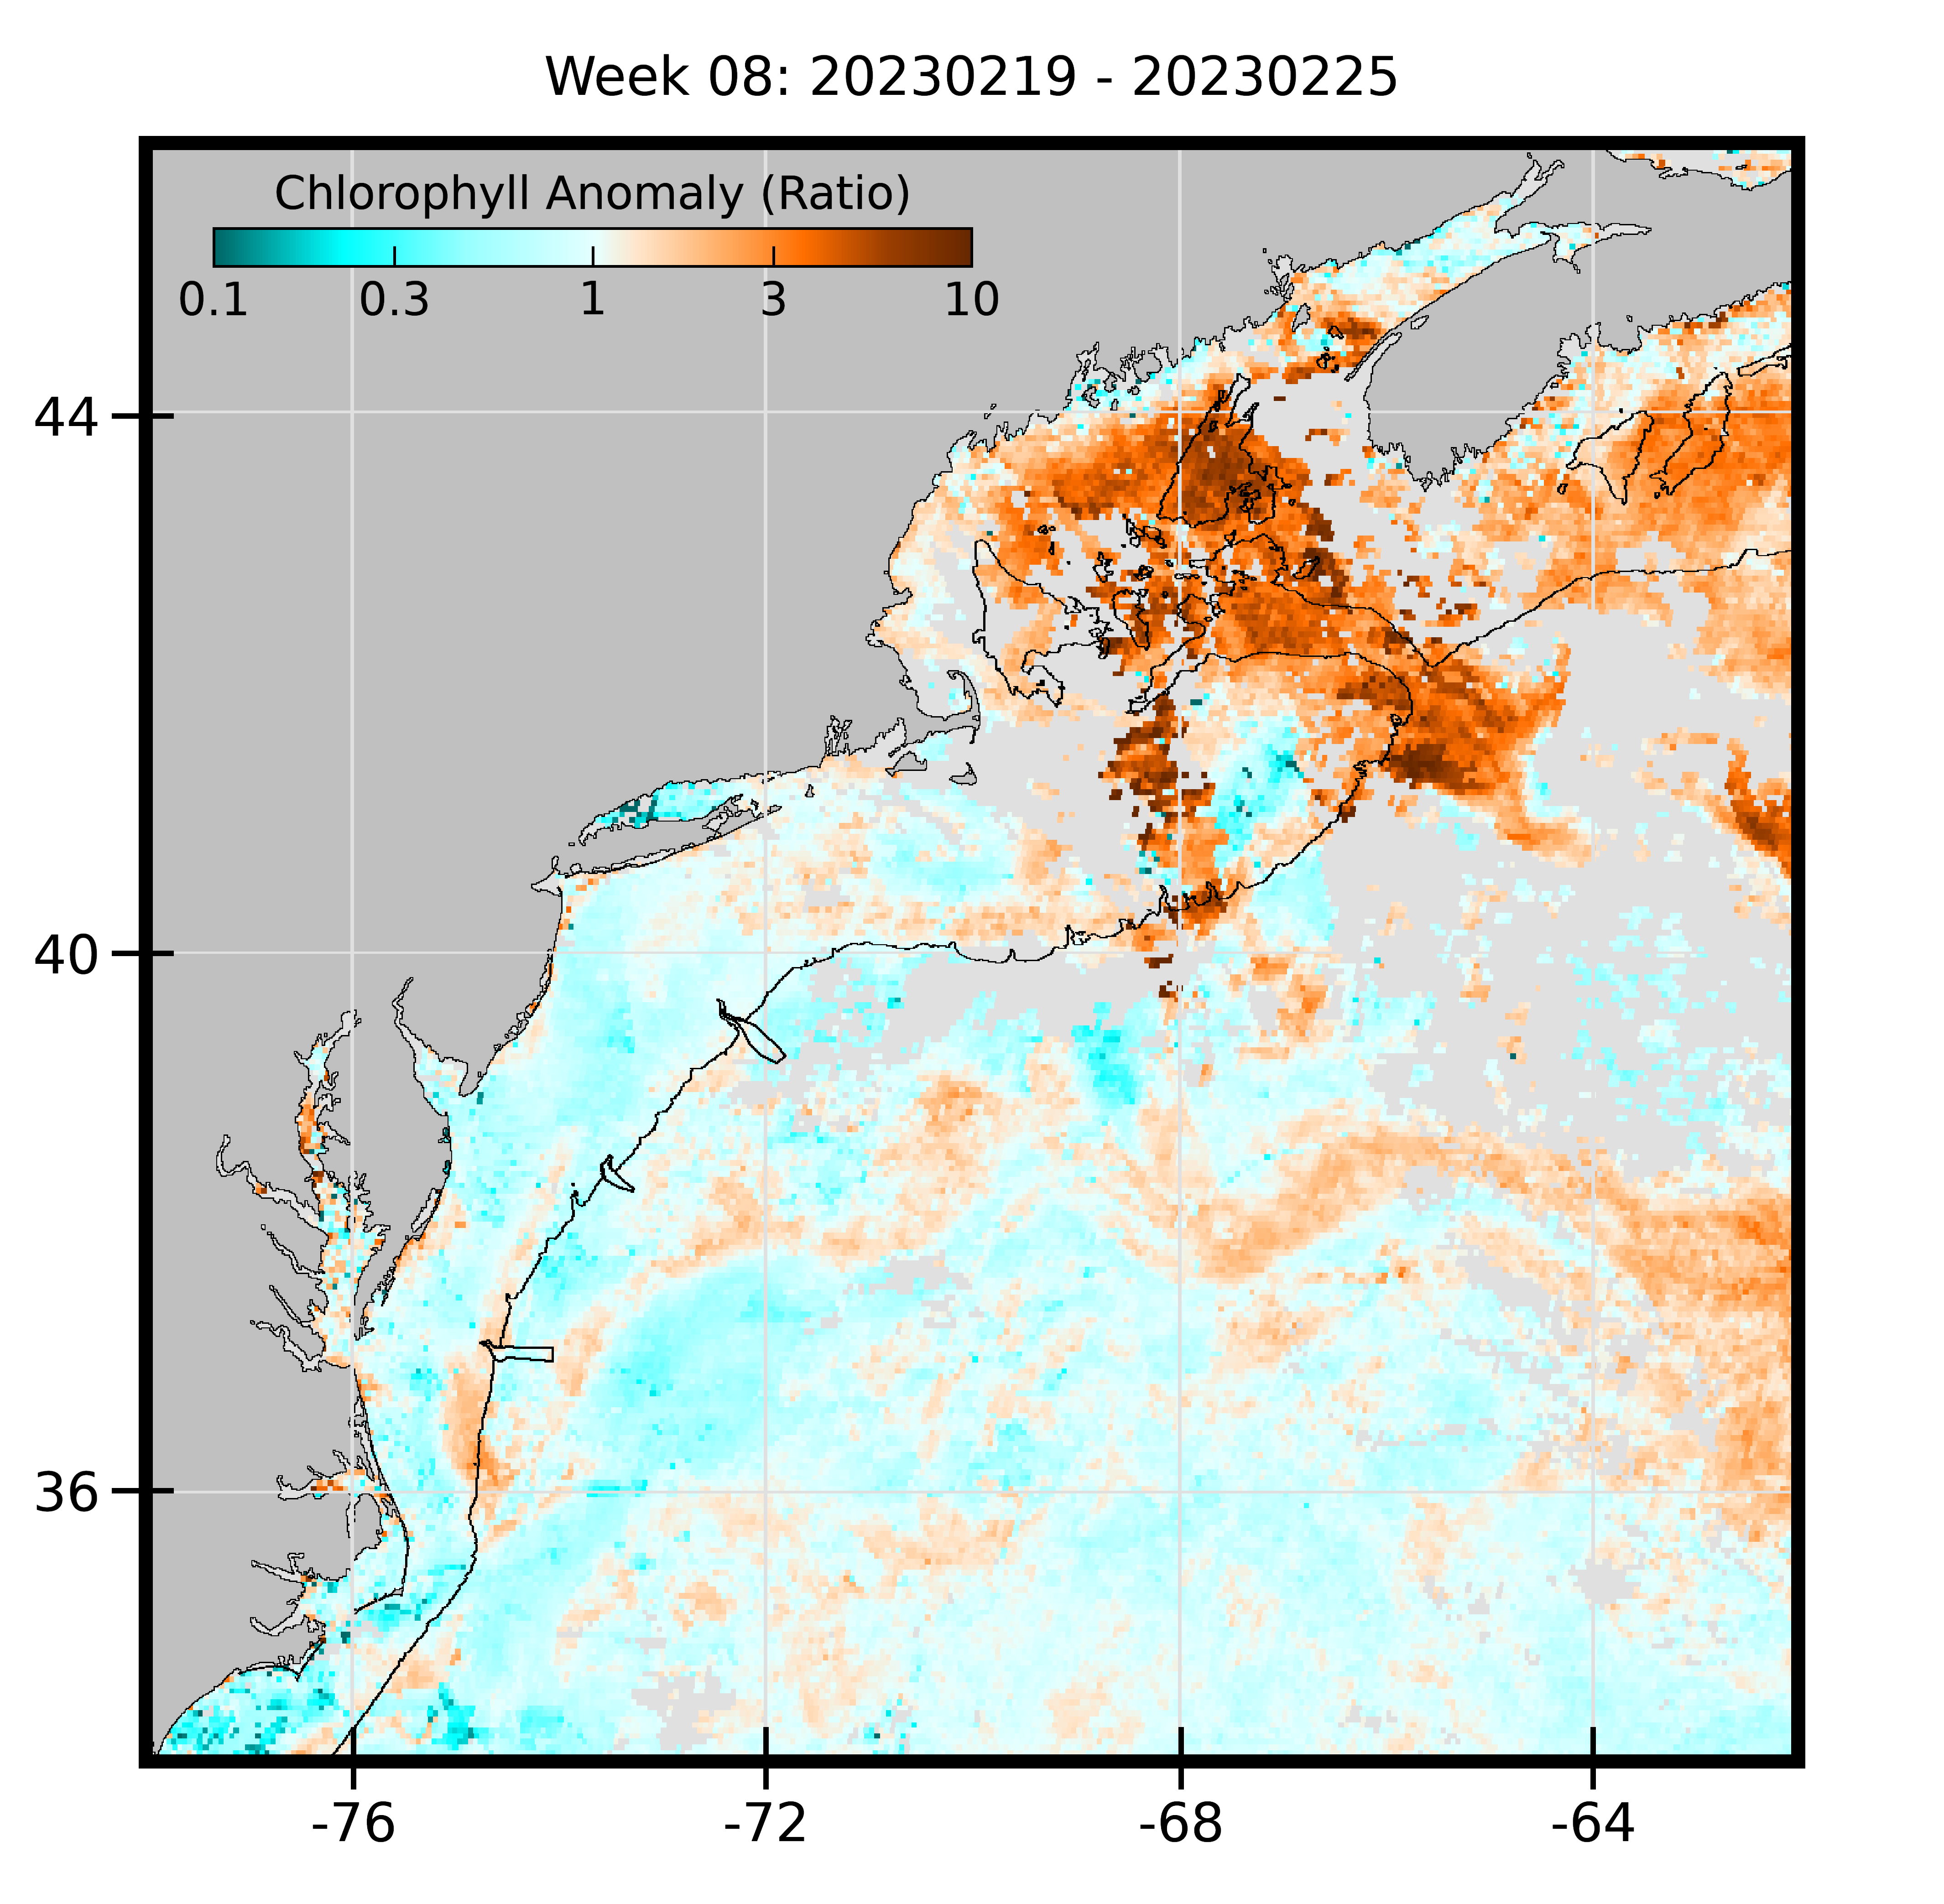 Week 08: 20230219 - 20230225
Chlorophyll Anomaly (Ratio)
0.1 0.3 1 3 10
44
40
36
-76 -72 -68 -64